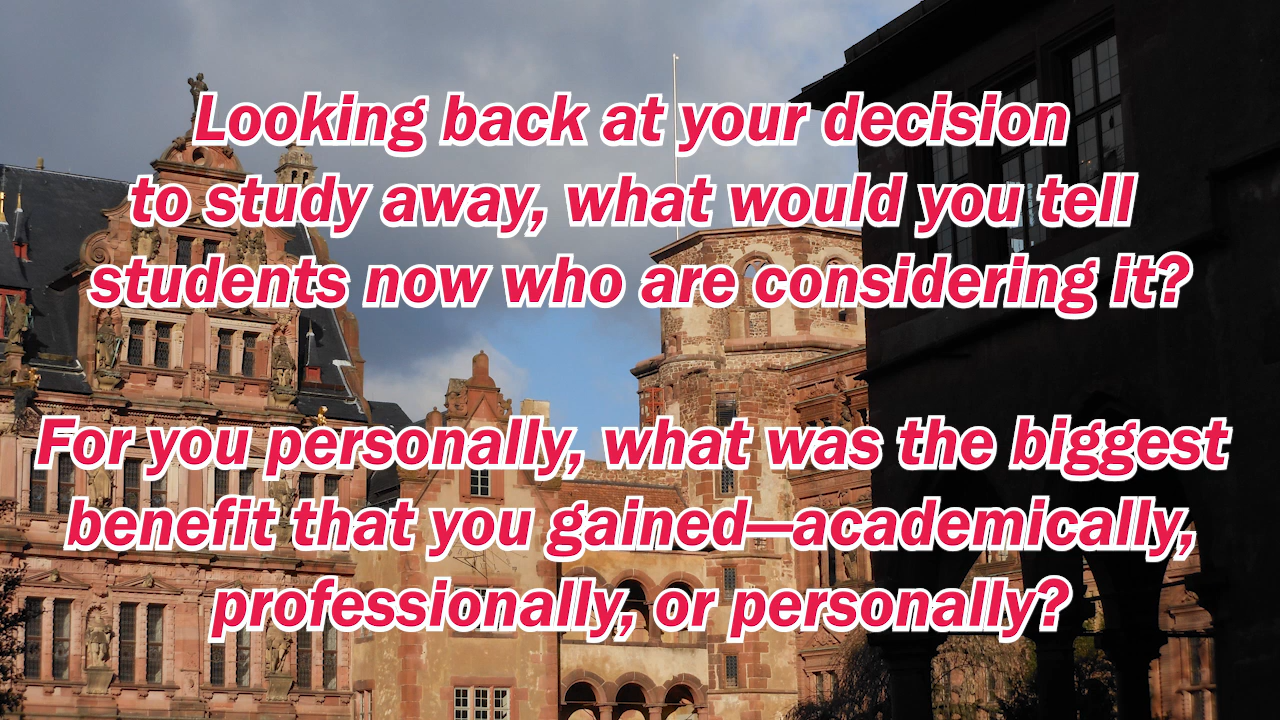 Looking back at your decision
to study away, what would you tell
students now who are considering it?
For you personally, what was the biggest
benefit that you gained—academically,
professionally, or personally?